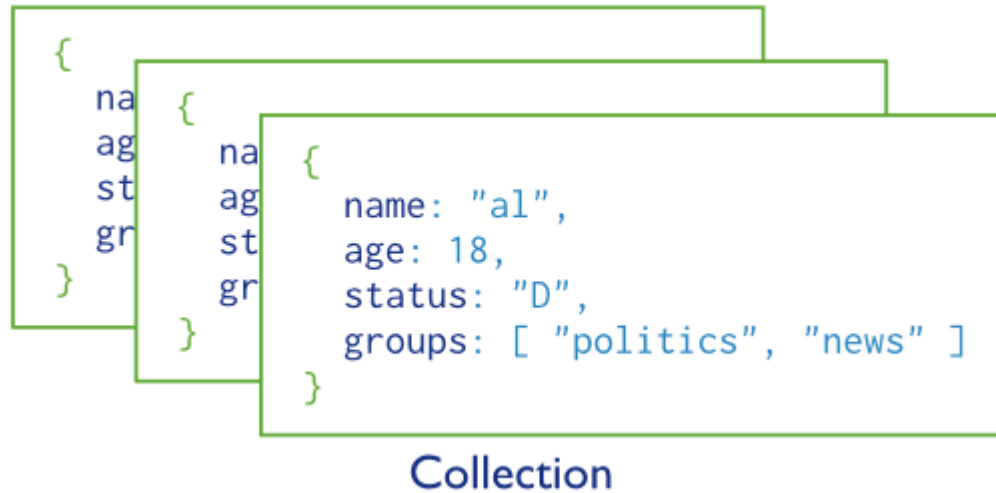 {
na
ag
st
gr
}
{
na
ag
st
gr
}
{
name: "al",
age: 18,
status: "D",
groups: [ "politics", "news" ]
}
Collection